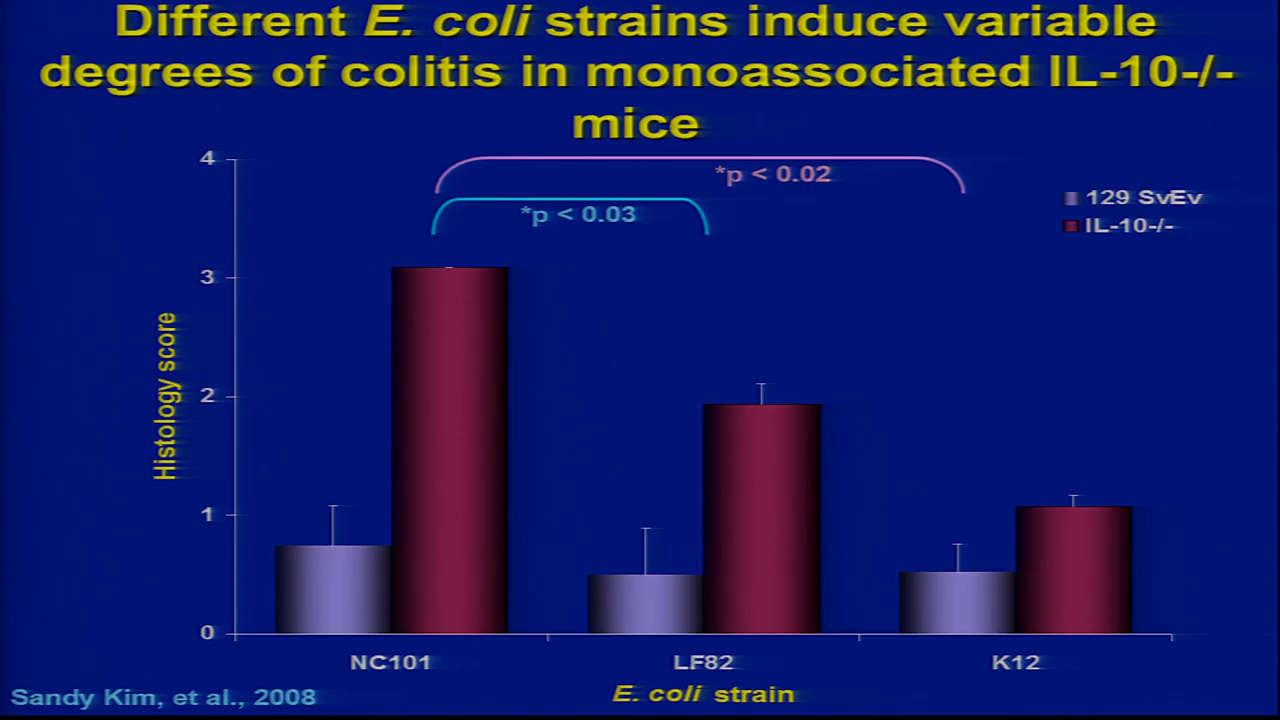 Different E. coli strains induce variable
degrees of colitis in monoassociated IL-10-/-
mice
4
*p < 0.02
129 SvEv
*p < 0.03
IL-10-/-
3
Histology score
2
1
0
NC101
LF82
K12
E. coli strain
Sandy Kim, et al., 2008